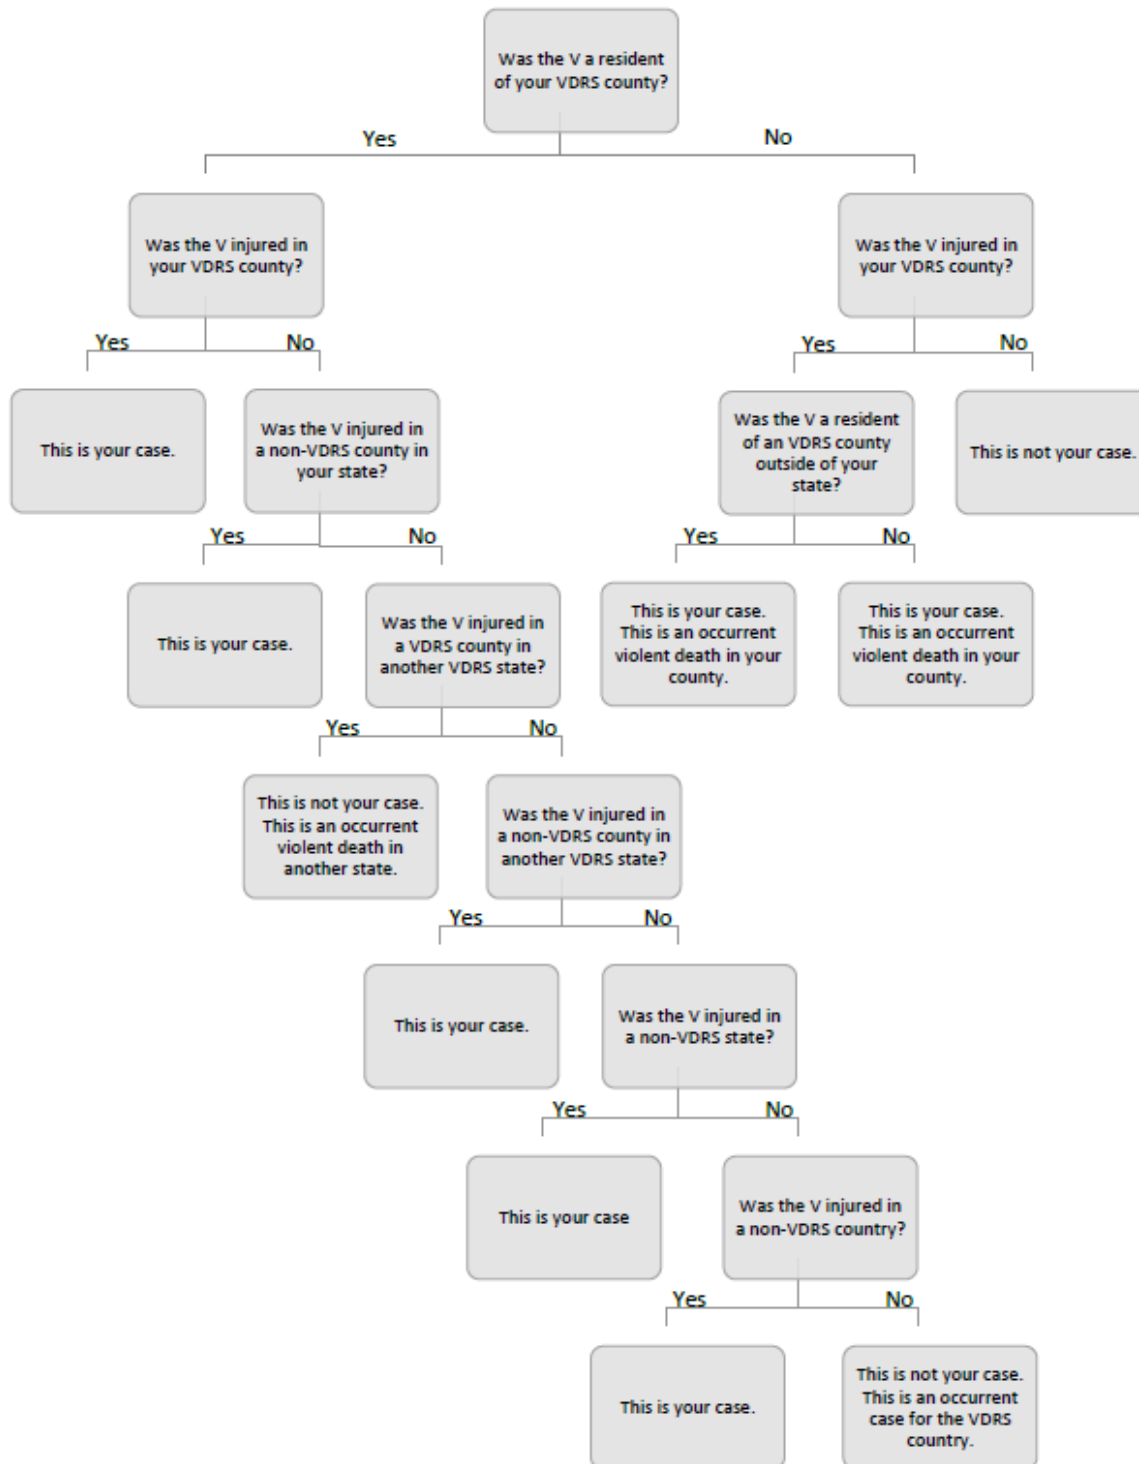 Was the V a resident
of your VDRS county?
Yes
No
Was the V injured in
your VDRS county?
Was the V injured in
your VDRS county?
Yes
No
Yes
No
This is your case.
Was the V injured in
a non-VDRS county in
your state?
Was the V a resident
of an VDRS county
outside of your
state?
This is not your case.
Yes
No
Yes
No
This is your case.
Was the V injured in
a VDRS county in
another VDRS state?
This is your case.
This is an occurrent
violent death in your
county.
This is your case.
This is an occurrent
violent death in your
county.
Yes
No
This is not your case.
This is an occurrent
violent death in
another state.
Was the V injured in
a non-VDRS county in
another VDRS state?
Yes
No
This is your case.
Was the V injured in
a non-VDRS state?
Yes
No
This is your case
Was the V injured in
a non-VDRS country?
Yes
No
This is your case.
This is not your case.
This is an occurrent
case for the VDRS
country.